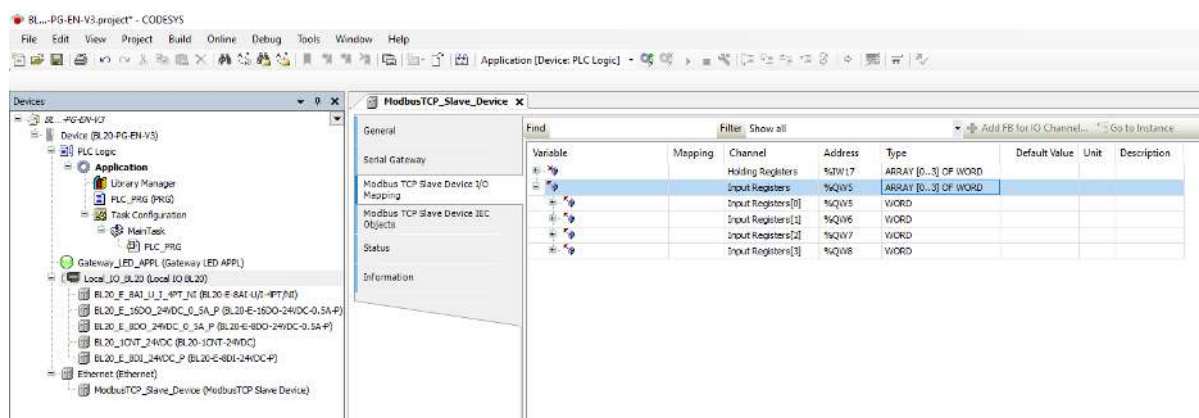 BL...-PG-EN-V3.project* - CODESYS
File Edit View Project Build Online Debug Tools Window Help
Application [Device: PLC Logic]
Devices
BL...-PG-EN-V3
Device (BL20-PG-EN-V3)
PLC Logic
Application
Library Manager
PLC_PRG (PRG)
Task Configuration
MainTask
PLC_PRG
Gateway_LED_APPL (Gateway LED APPL)
Local_IO_BL20 (Local IO BL20)
BL20_E_8AI_U_I_4PT_NI (BL20-E-8AI-U/I-4PT/NI)
BL20_E_16DO_24VDC_0_5A_P (BL20-E-16DO-24VDC-0.5A-P)
BL20_E_8DO_24VDC_0_5A_P (BL20-E-8DO-24VDC-0.5A-P)
BL20_1CNT_24VDC (BL20-1CNT-24VDC)
BL20_E_8DI_24VDC_P (BL20-E-8DI-24VDC-P)
Ethernet (Ethernet)
ModbusTCP_Slave_Device (ModbusTCP Slave Device)
ModbusTCP_Slave_Device
General
Serial Gateway
Modbus TCP Slave Device I/O
Mapping
Modbus TCP Slave Device IEC
Objects
Status
Information
Find Filter Show all Add FB for IO Channel... Go to Instance
Variable Mapping Channel Address Type Default Value Unit Description
Holding Registers %IW17 ARRAY [0...3] OF WORD
Input Registers %QW5 ARRAY [0...3] OF WORD
Input Registers[0] %QW5 WORD
Input Registers[1] %QW6 WORD
Input Registers[2] %QW7 WORD
Input Registers[3] %QW8 WORD